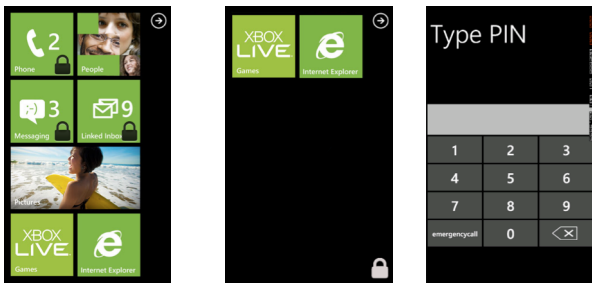 2
Phone
People
3
Messaging
9
Linked Inbox
Pictures
XBOX
LIVE
Games
Internet Explorer
XBOX
LIVE
Games
Internet Explorer
Type PIN
1 2 3
4 5 6
7 8 9
emergencycall 0